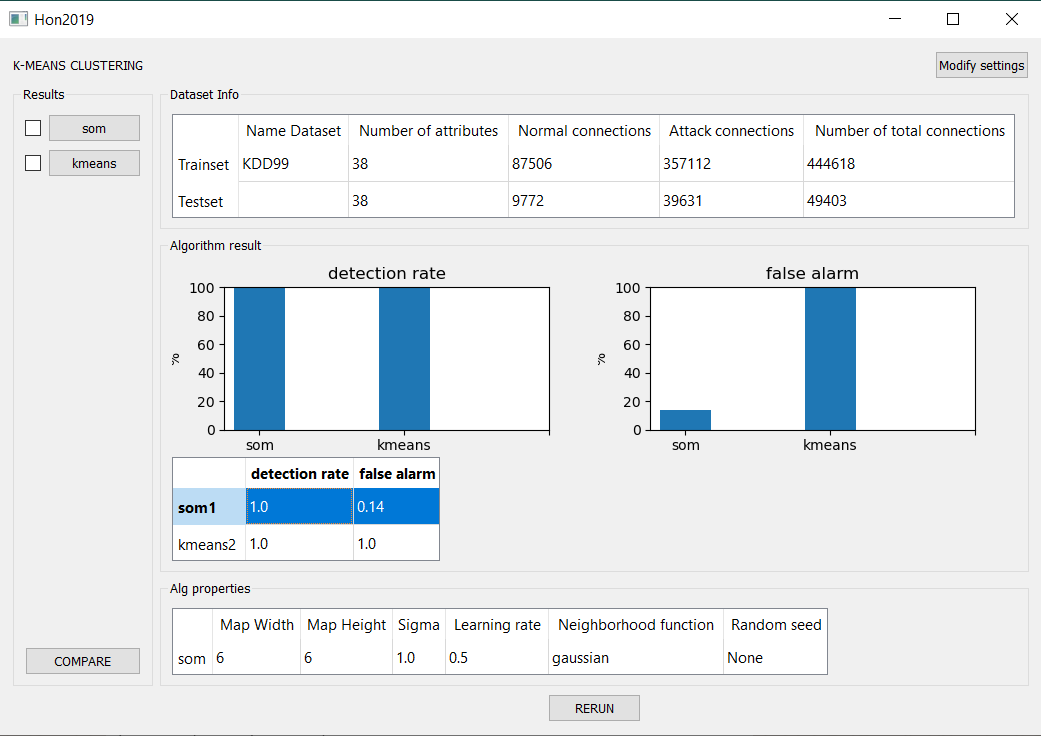 Hon2019
K-MEANS CLUSTERING
Modify settings
Results
som
kmeans
COMPARE
Dataset Info
Name Dataset Number of attributes Normal connections Attack connections Number of total connections
Trainset KDD99 38 87506 357112 444618
Testset 38 9772 39631 49403
Algorithm result
detection rate
100
80
60
40
20
0
%
som kmeans
false alarm
100
80
60
40
20
0
%
som kmeans
detection rate false alarm
som1 1.0 0.14
kmeans2 1.0 1.0
Alg properties
Map Width Map Height Sigma Learning rate Neighborhood function Random seed
som 6 6 1.0 0.5 gaussian None
RERUN